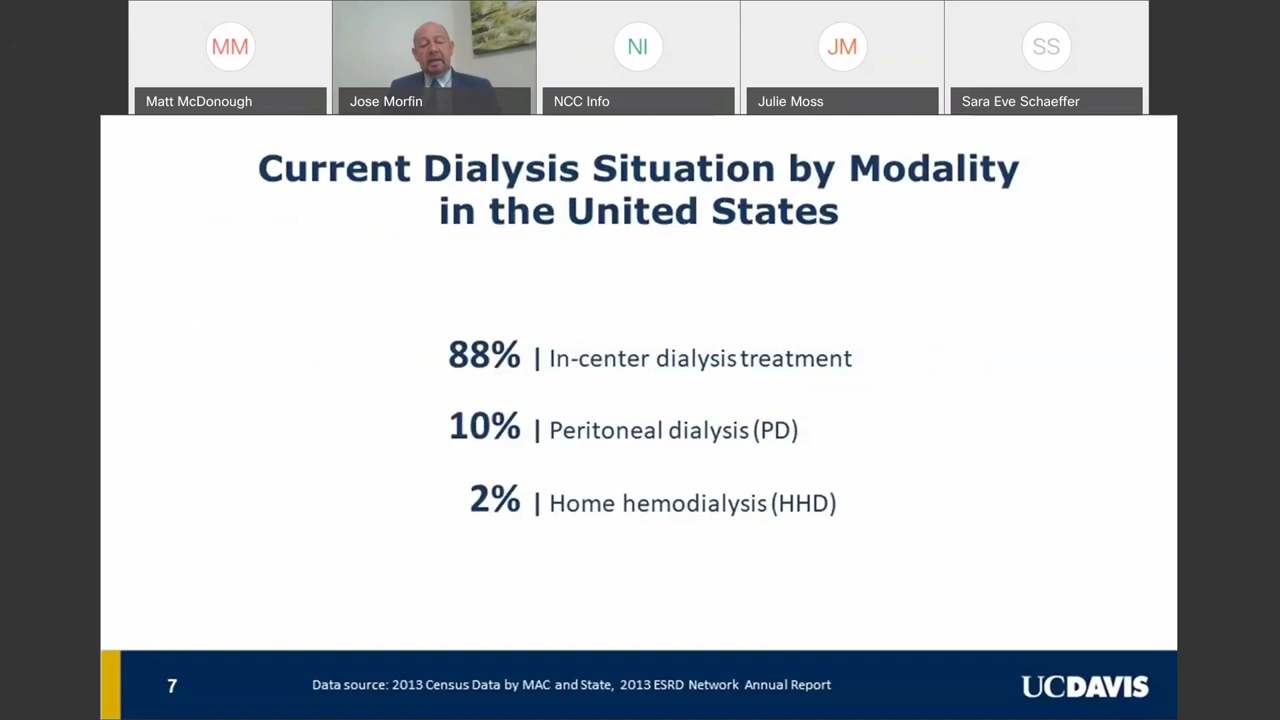 MM
NI
JM
SS
Matt McDonough
Jose Morfin
NCC Info
Julie Moss
Sara Eve Schaeffer
Current Dialysis Situation by Modality
in the United States
88% | In-center dialysis treatment
10% | Peritoneal dialysis (PD)
2% | Home hemodialysis (HHD)
7
Data source: 2013 Census Data by MAC and State, 2013 ESRD Network Annual Report
UCDAVIS